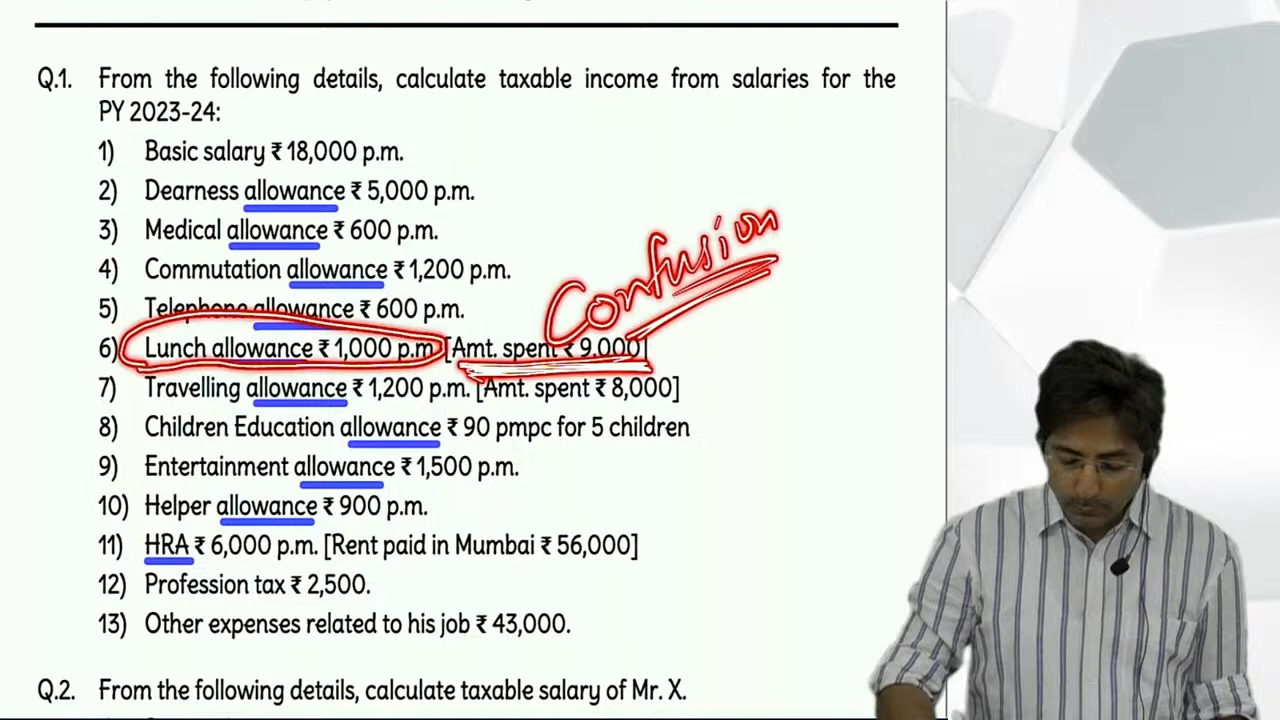 Q.1. From the following details, calculate taxable income from salaries for the
PY 2023-24:
1) Basic salary ₹ 18,000 p.m.
2) Dearness allowance ₹ 5,000 p.m.
3) Medical allowance ₹ 600 p.m.
4) Commutation allowance ₹ 1,200 p.m.
5) Telephone allowance ₹ 600 p.m.
Confusion
6) Lunch allowance ₹ 1,000 p.m. [Amt. spent ₹ 9,000]
7) Travelling allowance ₹ 1,200 p.m. [Amt. spent ₹ 8,000]
8) Children Education allowance ₹ 90 pmpc for 5 children
9) Entertainment allowance ₹ 1,500 p.m.
10) Helper allowance ₹ 900 p.m.
11) HRA ₹ 6,000 p.m. [Rent paid in Mumbai ₹ 56,000]
12) Profession tax ₹ 2,500.
13) Other expenses related to his job ₹ 43,000.
Q.2. From the following details, calculate taxable salary of Mr. X.